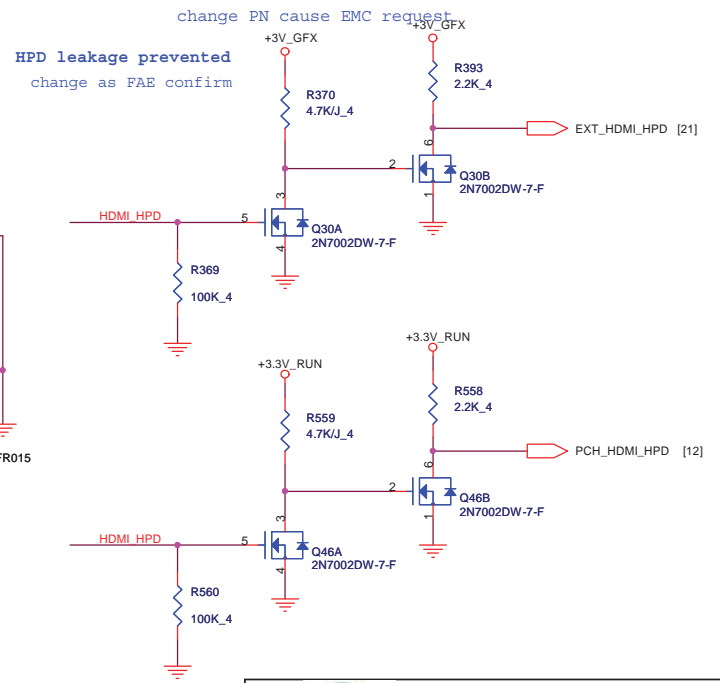 change PN cause EMC request
+3V_GFX
+3V_GFX
HPD leakage prevented
change as FAE confirm
R393
2.2K_4
R370
4.7K/J_4
EXT_HDMI_HPD [21]
6
2
Q30B
2N7002DW-7-F
1
3
HDMI_HPD
5
Q30A
2N7002DW-7-F
4
R369
100K_4
+3.3V_RUN
+3.3V_RUN
R558
2.2K_4
R559
4.7K/J_4
PCH_HDMI_HPD [12]
FR015
6
2
Q46B
2N7002DW-7-F
1
3
HDMI_HPD
5
Q46A
2N7002DW-7-F
4
R560
100K_4